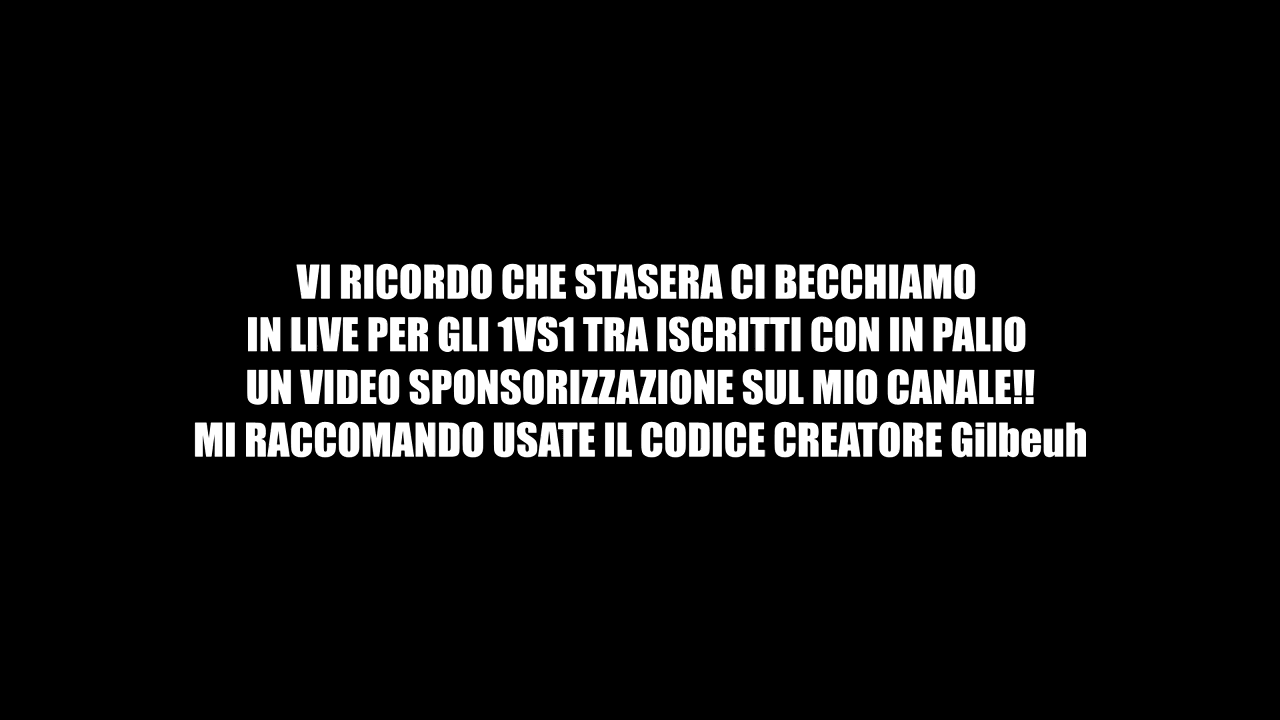 VI RICORDO CHE STASERA CI BECCHIAMO
IN LIVE PER GLI 1VS1 TRA ISCRITTI CON IN PALIO
UN VIDEO SPONSORIZZAZIONE SUL MIO CANALE!!
MI RACCOMANDO USATE IL CODICE CREATORE Gilbeuh